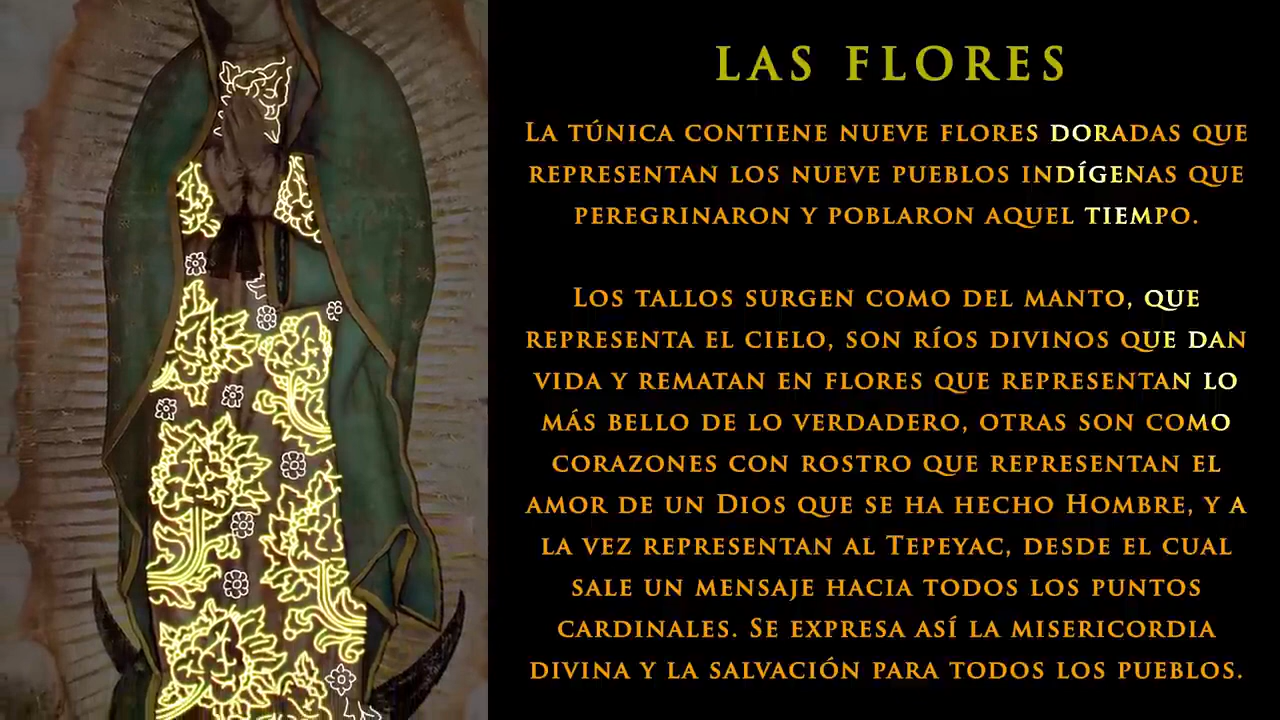 LAS FLORES
La túnica contiene nueve flores doradas que
representan los nueve pueblos indígenas que
peregrinaron y poblaron aquel tiempo.
Los tallos surgen como del manto, que
representa el cielo, son ríos divinos que dan
vida y rematan en flores que representan lo
más bello de lo verdadero, otras son como
corazones con rostro que representan el
amor de un Dios que se ha hecho Hombre, y a
la vez representan al Tepeyac, desde el cual
sale un mensaje hacia todos los puntos
cardinales. Se expresa así la misericordia
divina y la salvación para todos los pueblos.